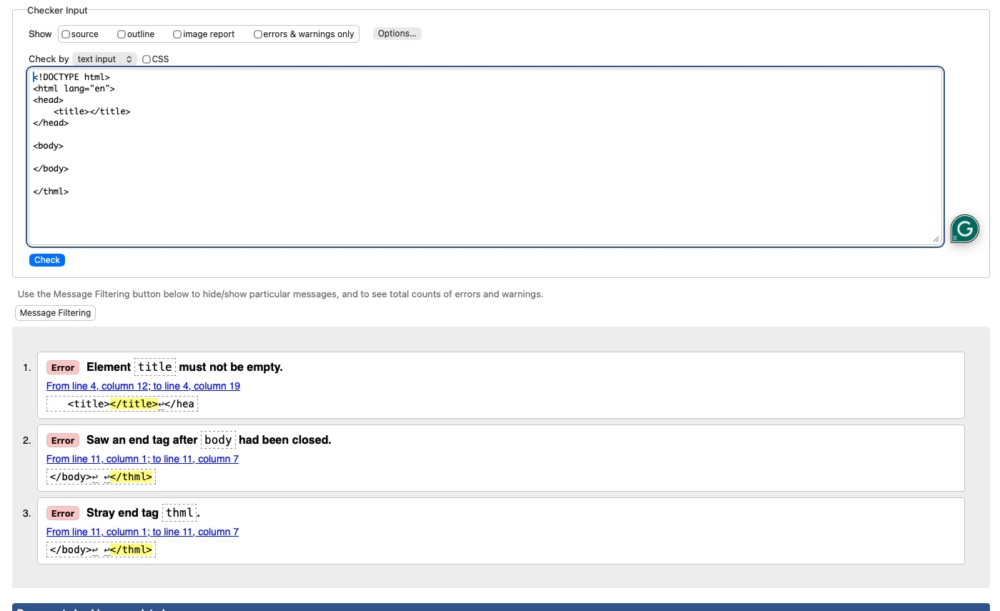 Checker Input
Show source outline image report errors & warnings only Options...
Check by text input CSS
<!DOCTYPE html>
<html lang="en">
<head>
    <title></title>
</head>
<body>
</body>
</thml>
G
Check
Use the Message Filtering button below to hide/show particular messages, and to see total counts of errors and warnings.
Message Filtering
1. Error Element title must not be empty.
From line 4, column 12; to line 4, column 19
<title></title>↩</hea
2. Error Saw an end tag after body had been closed.
From line 11, column 1; to line 11, column 7
</body>↩ ↩</thml>
3. Error Stray end tag thml.
From line 11, column 1; to line 11, column 7
</body>↩ ↩</thml>